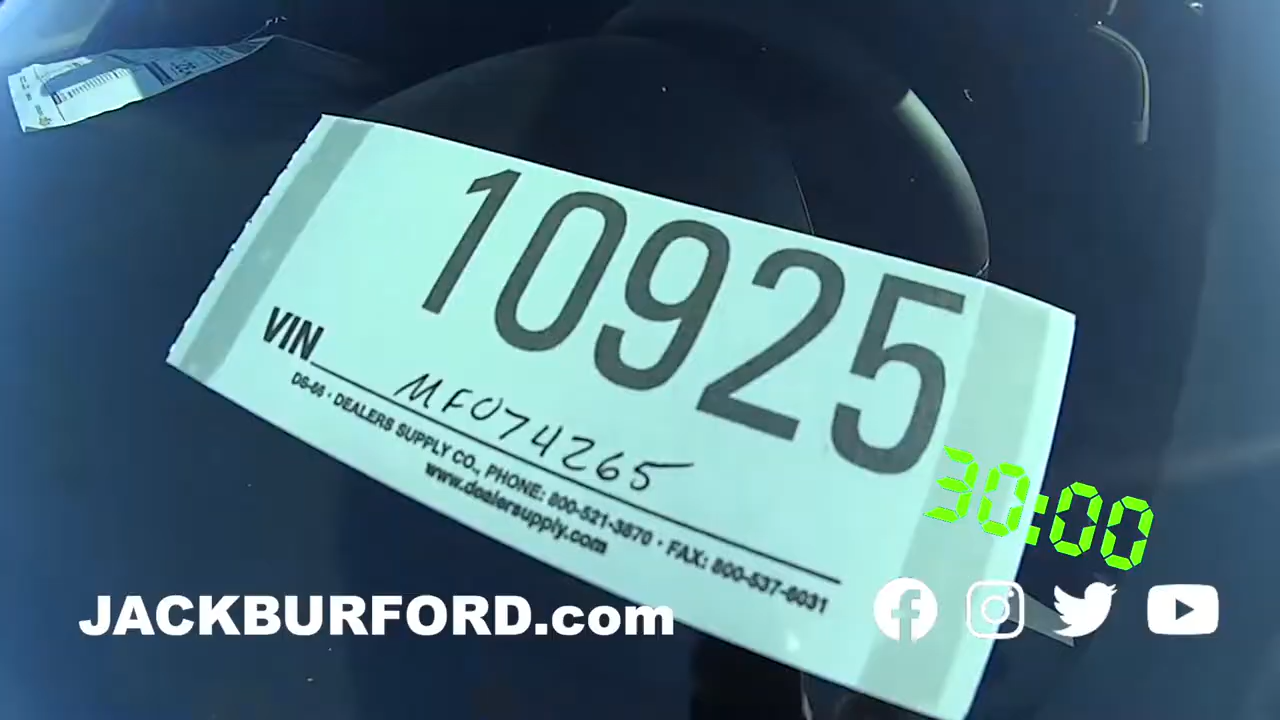 10925
VIN MF074265
DS-06 · DEALERS SUPPLY CO., PHONE: 800-521-3870 · FAX: 800-537-6031
www.dealersupply.com
30:00
JACKBURFORD.com